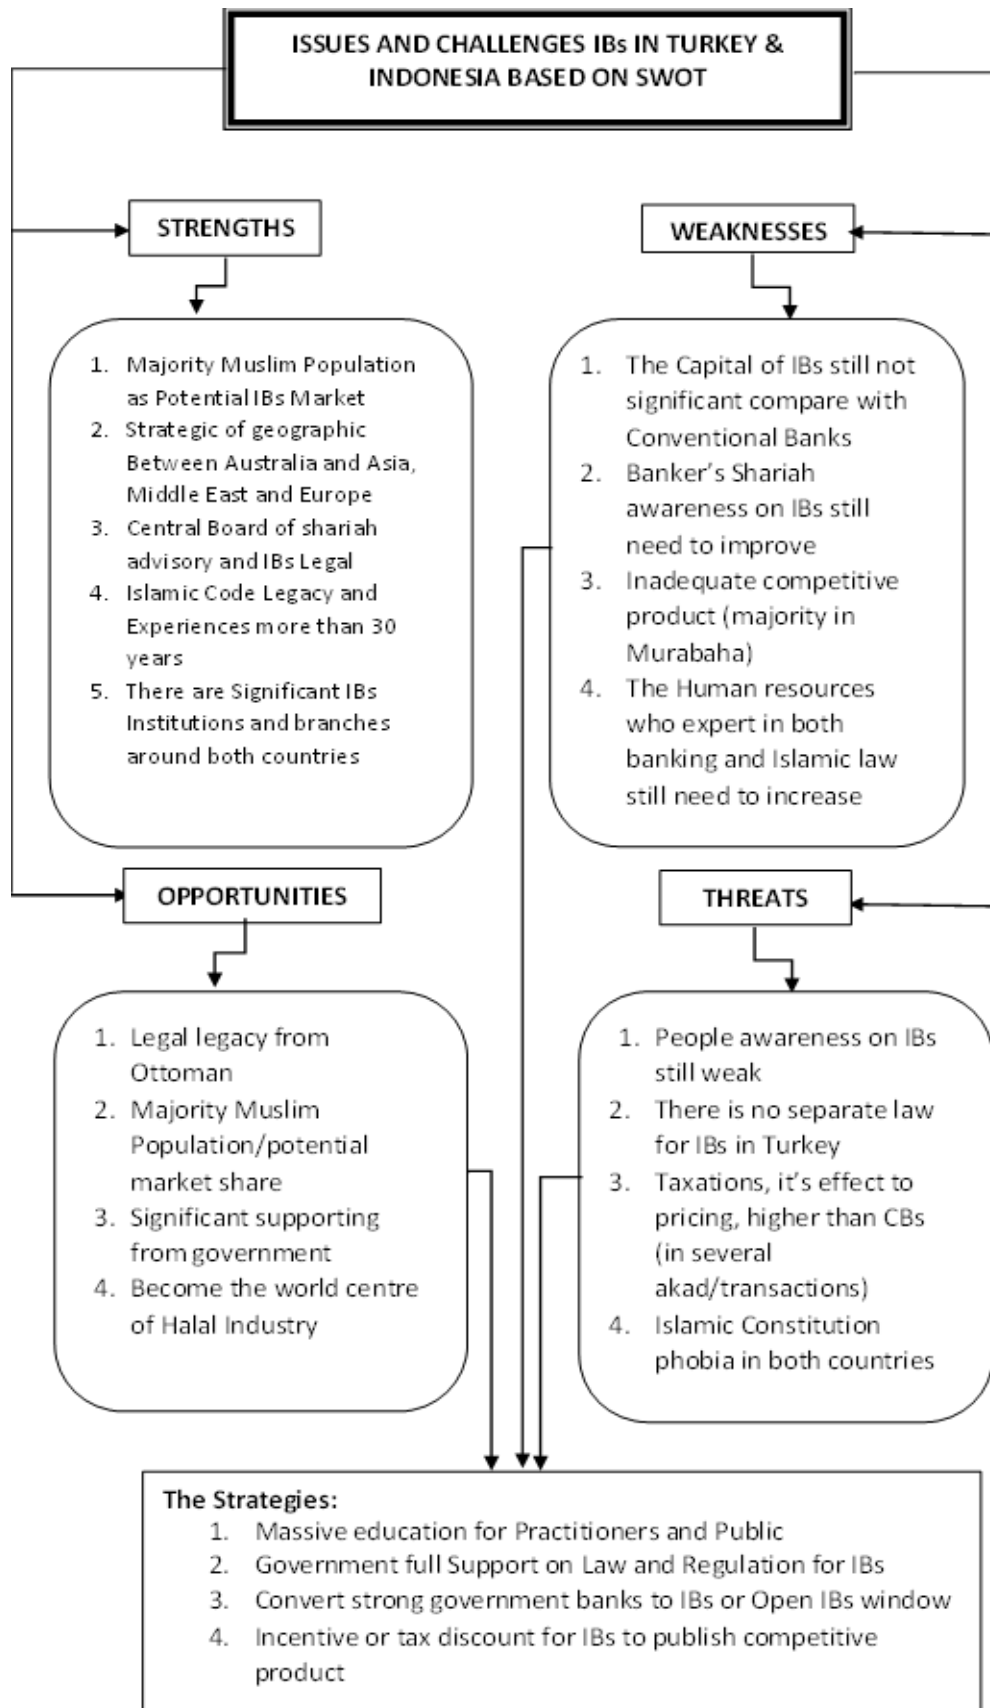 ISSUES AND CHALLENGES IBs IN TURKEY &
INDONESIA BASED ON SWOT
STRENGTHS
1. Majority Muslim Population
as Potential IBs Market
2. Strategic of geographic
Between Australia and Asia,
Middle East and Europe
3. Central Board of shariah
advisory and IBs Legal
4. Islamic Code Legacy and
Experiences more than 30
years
5. There are Significant IBs
Institutions and branches
around both countries
WEAKNESSES
1. The Capital of IBs still not
significant compare with
Conventional Banks
2. Banker's Shariah
awareness on IBs still
need to improve
3. Inadequate competitive
product (majority in
Murabaha)
4. The Human resources
who expert in both
banking and Islamic law
still need to increase
OPPORTUNITIES
1. Legal legacy from
Ottoman
2. Majority Muslim
Population/potential
market share
3. Significant supporting
from government
4. Become the world centre
of Halal Industry
THREATS
1. People awareness on IBs
still weak
2. There is no separate law
for IBs in Turkey
3. Taxations, it's effect to
pricing, higher than CBs
(in several
akad/transactions)
4. Islamic Constitution
phobia in both countries
The Strategies:
1. Massive education for Practitioners and Public
2. Government full Support on Law and Regulation for IBs
3. Convert strong government banks to IBs or Open IBs window
4. Incentive or tax discount for IBs to publish competitive
product